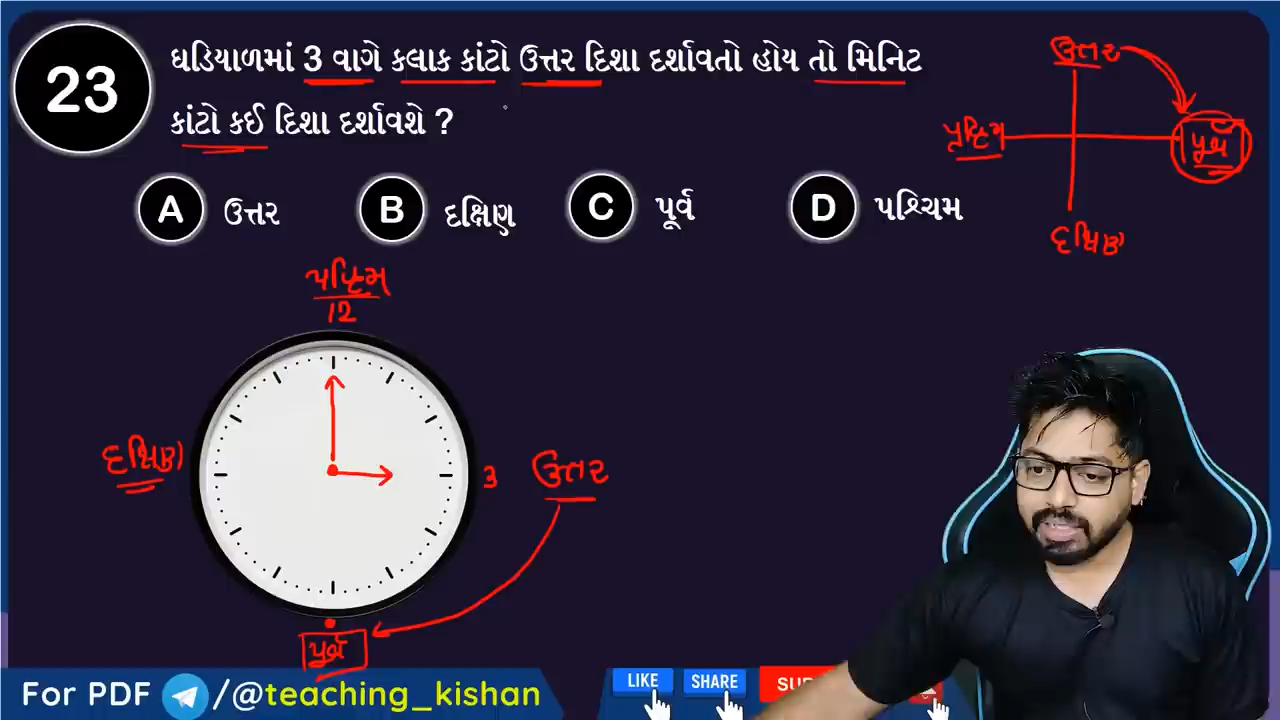 23
ઘડિયાળમાં 3 વાગે કલાક કાંટો ઉત્તર દિશા દર્શાવતો હોય તો મિનિટ
કાંટો કઈ દિશા દર્શાવશે ?
A ઉત્તર B દક્ષિણ C પૂર્વ D પશ્ચિમ
ઉત્તર
પશ્ચિમ
પૂર્વ
દક્ષિણ
પશ્ચિમ
12
દક્ષિણ
3 ઉત્તર
પૂર્વ
For PDF /@teaching_kishan
LIKE SHARE SU